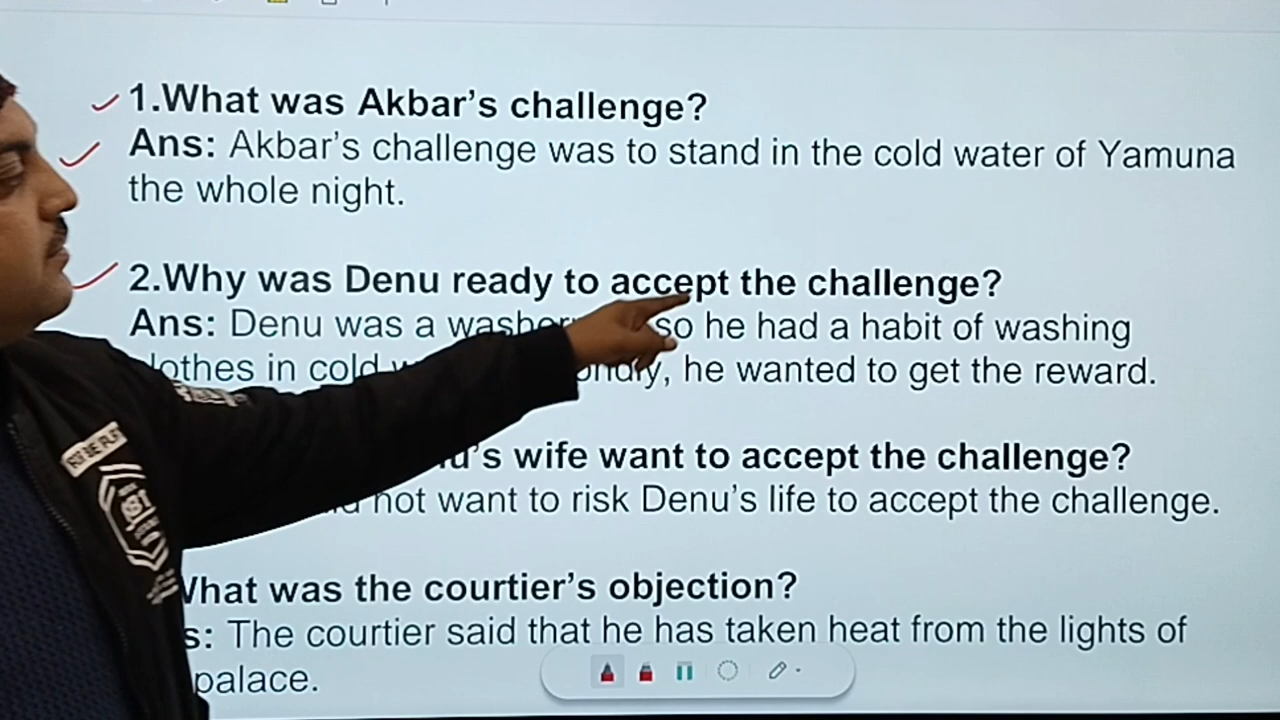 1.What was Akbar's challenge?
Ans: Akbar's challenge was to stand in the cold water of Yamuna
the whole night.
2.Why was Denu ready to accept the challenge?
Ans: Denu was a so he had a habit of washing
in cold he wanted to get the reward.
wife want to accept the challenge?
not want to risk Denu's life to accept the challenge.
What was the courtier's objection?
The courtier said that he has taken heat from the lights of
palace.